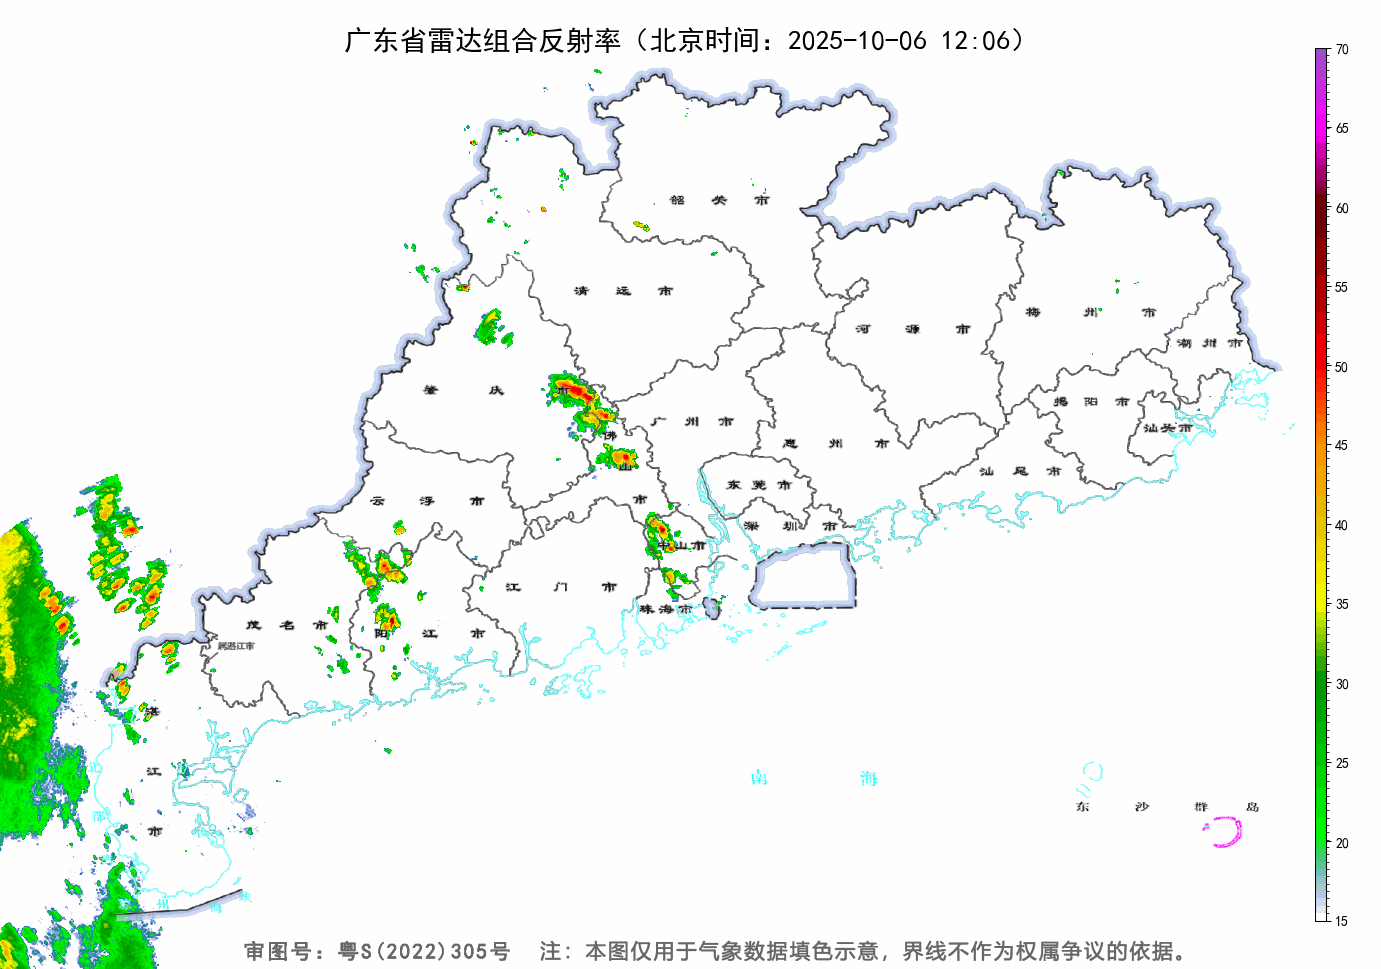 广东省雷达组合反射率（北京时间：2025-10-06 12:06）
70
65
60
55
50
45
40
35
30
25
20
15
韶关市
清远市
河源市
梅州市
潮州市
肇庆市
广州市
揭阳市
汕头市
佛山市
惠州市
汕尾市
东莞市
云浮市
深圳市
中山市
江门市
珠海市
茂名市
阳江市
属湛江市
湛江市
南海
东沙群岛
州
海
峡
审图号：粤S(2022)305号 注：本图仅用于气象数据填色示意，界线不作为权属争议的依据。